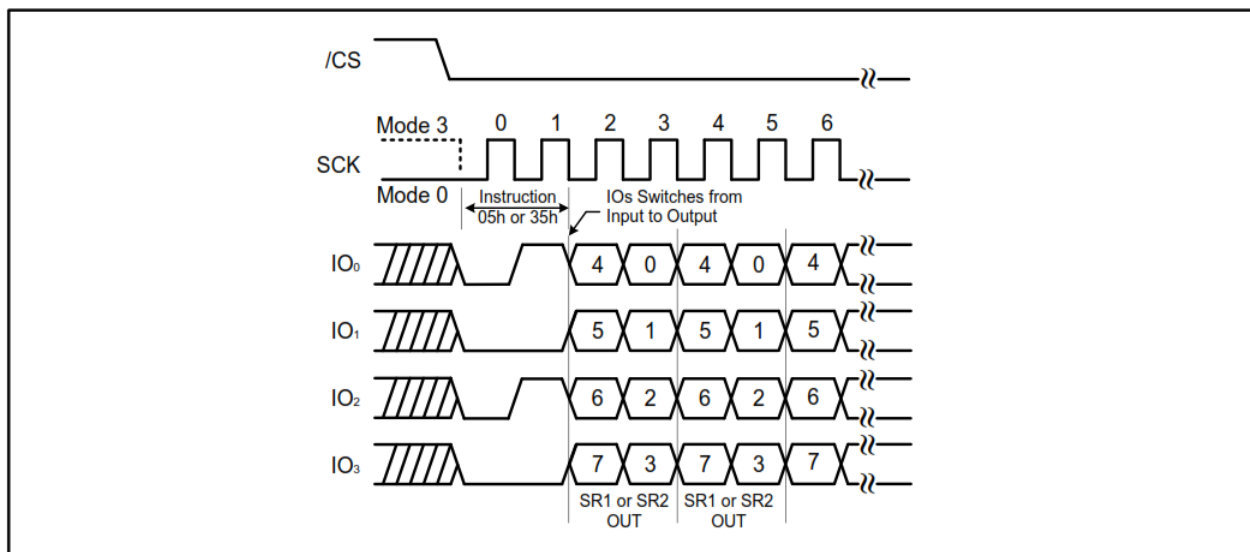 /CS
Mode 3
0 1 2 3 4 5 6
SCK
Mode 0
Instruction
05h or 35h
IOs Switches from
Input to Output
IO₀ 4 0 4 0 4
IO₁ 5 1 5 1 5
IO₂ 6 2 6 2 6
IO₃ 7 3 7 3 7
SR1 or SR2
OUT
SR1 or SR2
OUT